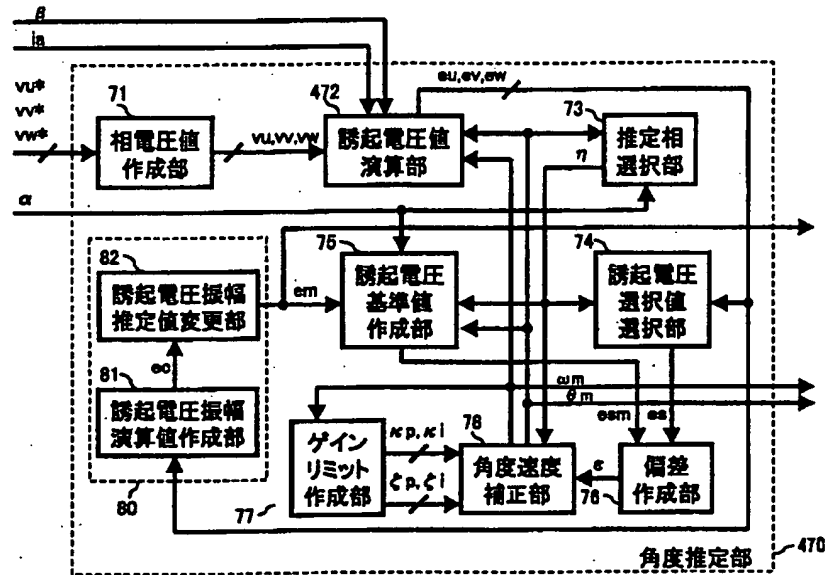 β
ia
vu*
vv*
vw*
71
相電圧値
作成部
vu,vv,vw
472
誘起電圧値
演算部
eu,ev,ew
73
推定相
選択部
η
α
82
誘起電圧振幅
推定値変更部
em
ec
81
誘起電圧振幅
演算値作成部
80
75
誘起電圧
基準値
作成部
74
誘起電圧
選択値
選択部
ωm
θm
esm
es
ゲイン
リミット
作成部
77
κp,κi
ζp,ζi
78
角度速度
補正部
ε
偏差
作成部
76
470
角度推定部